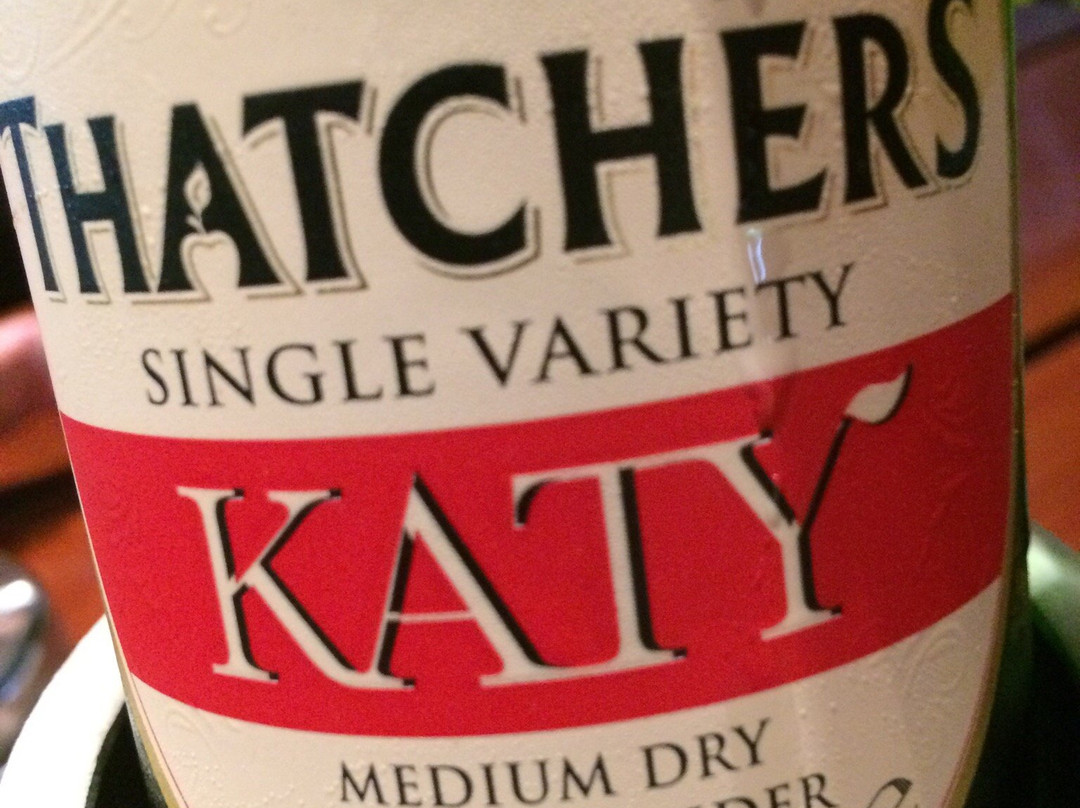 THATCHERS
SINGLE VARIETY
KATY
MEDIUM DRY